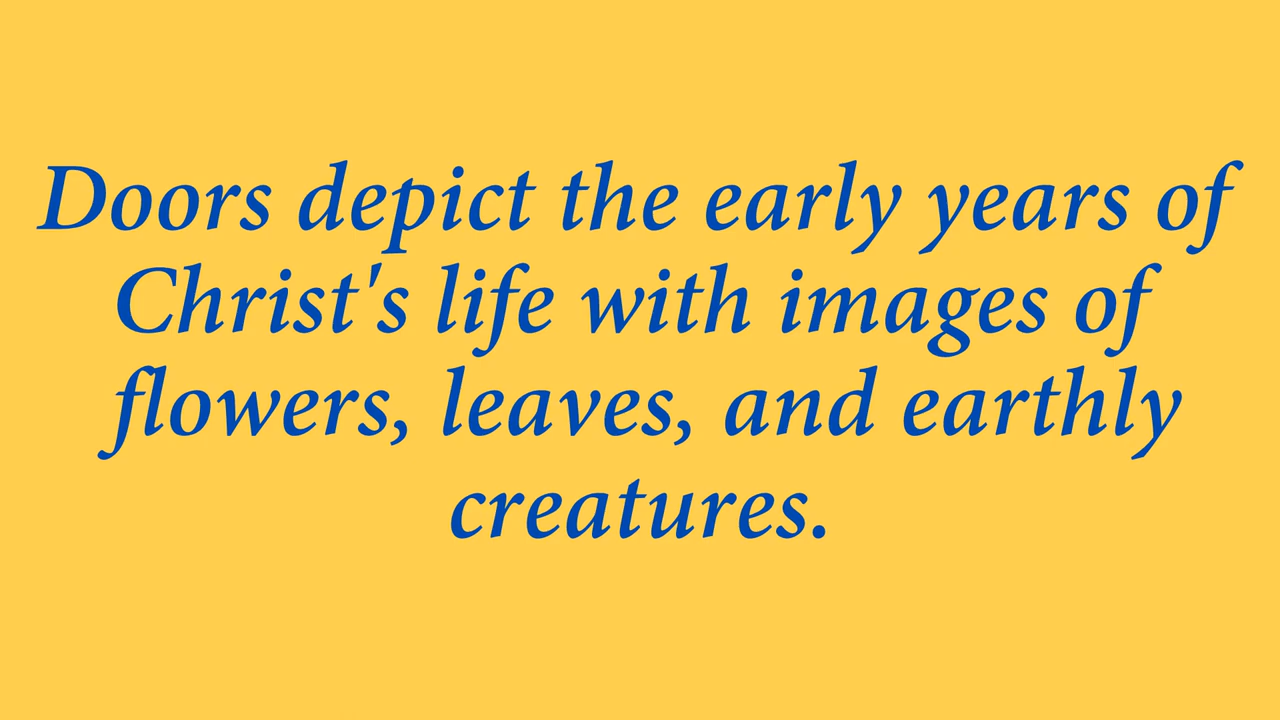 Doors depict the early years of
Christ's life with images of
flowers, leaves, and earthly
creatures.